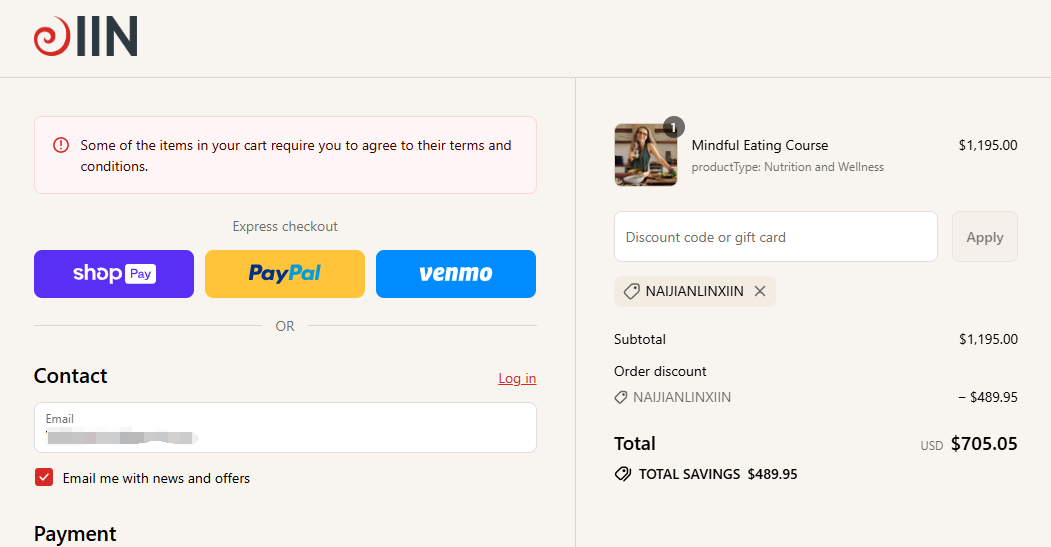 IIN
Some of the items in your cart require you to agree to their terms and
conditions.
Express checkout
shop Pay
PayPal
venmo
OR
Contact
Log in
Email
Email me with news and offers
Payment
1
Mindful Eating Course
$1,195.00
productType: Nutrition and Wellness
Discount code or gift card
Apply
NAIJIANLINXIIN
Subtotal
$1,195.00
Order discount
NAIJIANLINXIIN
− $489.95
Total
USD $705.05
TOTAL SAVINGS $489.95